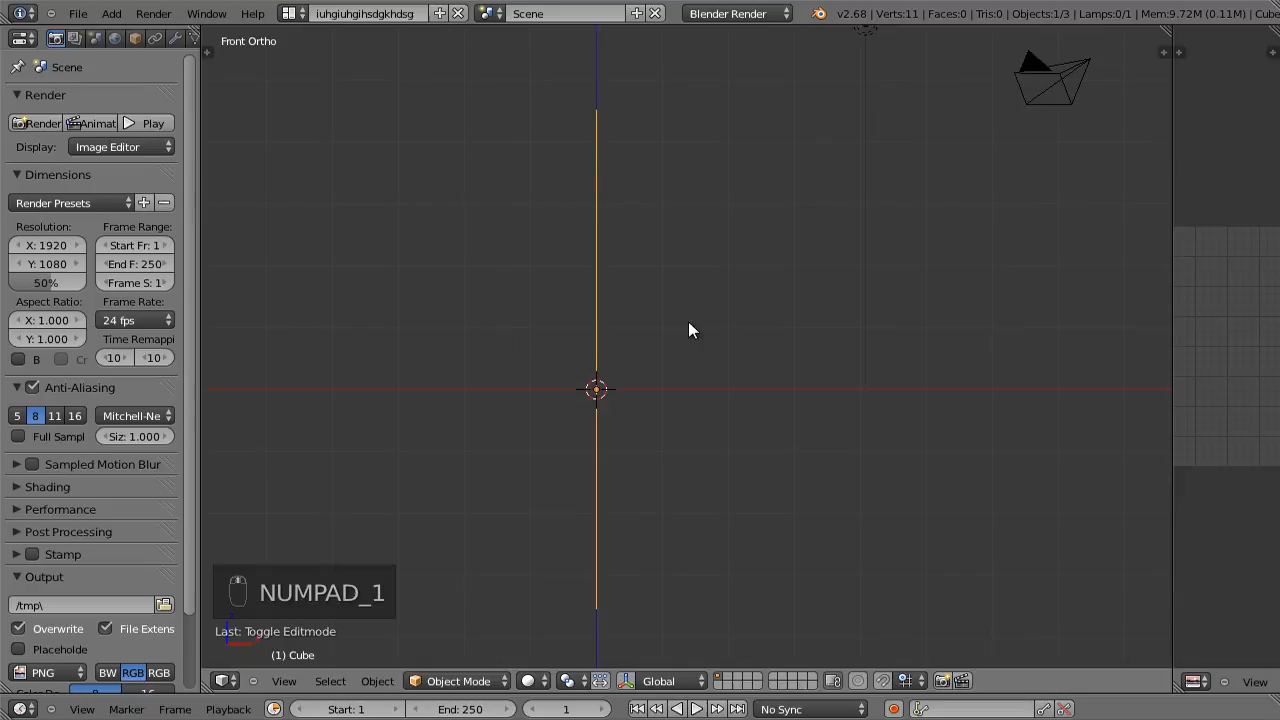 File Add Render Window Help iuhgiuhgihsdgkhdsg Scene Blender Render v2.68 | Verts:11 | Faces:0 | Tris:0 | Objects:1/3 | Lamps:0/1 | Mem:9.72M (0.11M) | Cube
Scene
Front Ortho
Render
Render Animat Play
Display: Image Editor
Dimensions
Render Presets
Resolution: Frame Range:
X: 1920 Start Fr: 1
Y: 1080 End F: 250
50% Frame S: 1
Aspect Ratio: Frame Rate:
X: 1.000 24 fps
Y: 1.000 Time Remappi
B Cr 10 10
Anti-Aliasing
5 8 11 16 Mitchell-Ne
Full Sampl Siz: 1.000
Sampled Motion Blur
Shading
Performance
Post Processing
Stamp
Output
/tmp\
Overwrite File Extens
Placeholde
PNG BW RGB RGB
NUMPAD_1
Last: Toggle Editmode
(1) Cube
View Select Object Object Mode Global
View
View Marker Frame Playback Start: 1 End: 250 1 No Sync